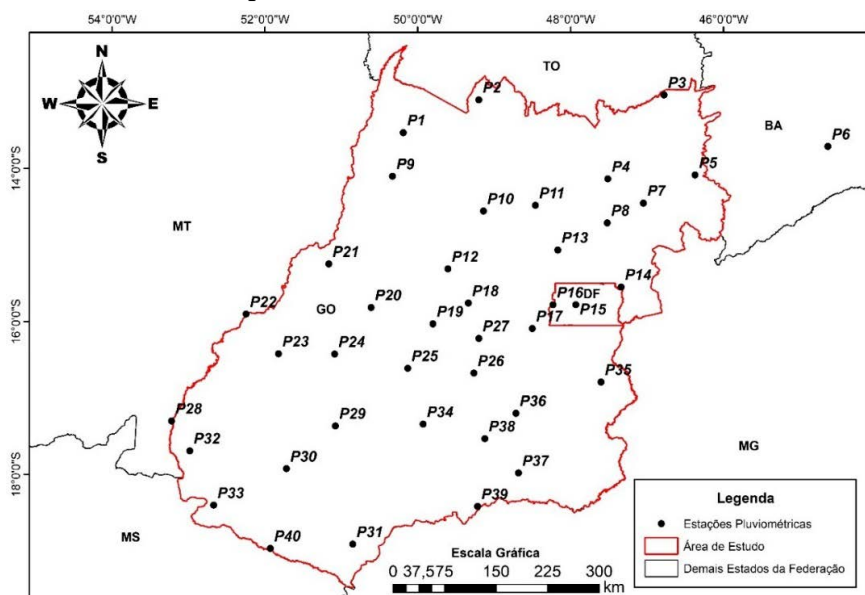 54°0'0"W 52°0'0"W 50°0'0"W 48°0'0"W 46°0'0"W
N
W E
S
TO
P3
P2
BA
P1
P6
14°0'0"S
P9
P4
P5
P11
P7
P10
P8
MT
P13
P12
P21
P14
P16 DF
P20
P18
P15
GO
P22
P19
P17
16°0'0"S
P27
P23
P24
P25
P26
P35
P28
P36
P29
P34
P32
P38
MG
P30
P37
18°0'0"S
P33
P39
Legenda
Estações Pluviométricas
MS
P31
P40
Escala Gráfica
Área de Estudo
0 37,575 150 225 300
km
Demais Estados da Federação